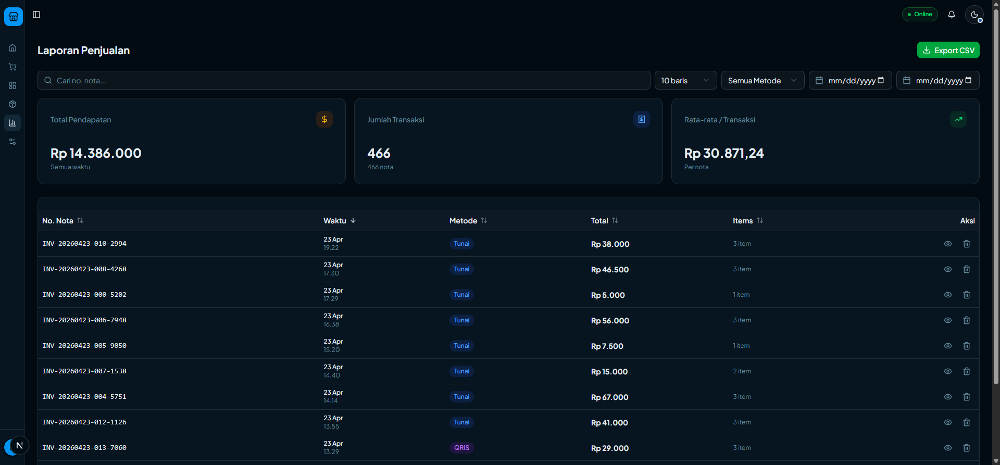 Online
Laporan Penjualan
Export CSV
Cari no. nota...
10 baris
Semua Metode
mm/dd/yyyy
mm/dd/yyyy
Total Pendapatan
Rp 14.386.000
Semua waktu
Jumlah Transaksi
466
466 nota
Rata-rata / Transaksi
Rp 30.871,24
Per nota
No. Nota Waktu Metode Total Items Aksi
INV-20260423-010-2994 23 Apr 19.22 Tunai Rp 38.000 3 item
INV-20260423-008-4268 23 Apr 17.30 Tunai Rp 46.500 3 item
INV-20260423-000-5202 23 Apr 17.29 Tunai Rp 5.000 1 item
INV-20260423-006-7948 23 Apr 16.38 Tunai Rp 56.000 3 item
INV-20260423-005-9050 23 Apr 15.20 Tunai Rp 7.500 1 item
INV-20260423-007-1538 23 Apr 14.40 Tunai Rp 15.000 2 item
INV-20260423-004-5751 23 Apr 14.14 Tunai Rp 67.000 3 item
INV-20260423-012-1126 23 Apr 13.55 Tunai Rp 41.000 3 item
INV-20260423-013-7060 23 Apr 13.29 QRIS Rp 29.000 3 item
N